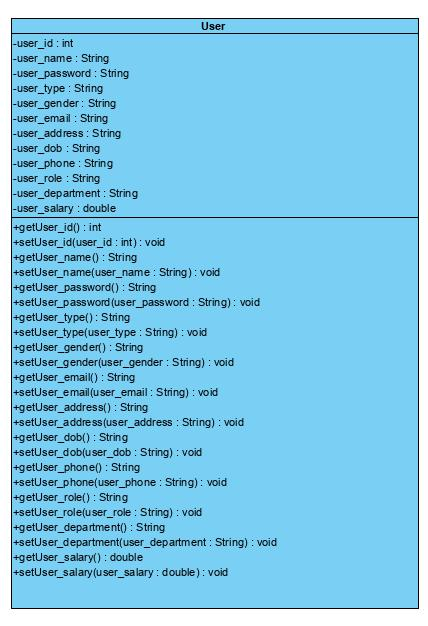 User
-user_id : int
-user_name : String
-user_password : String
-user_type : String
-user_gender : String
-user_email : String
-user_address : String
-user_dob : String
-user_phone : String
-user_role : String
-user_department : String
-user_salary : double
+getUser_id() : int
+setUser_id(user_id : int) : void
+getUser_name() : String
+setUser_name(user_name : String) : void
+getUser_password() : String
+setUser_password(user_password : String) : void
+getUser_type() : String
+setUser_type(user_type : String) : void
+getUser_gender() : String
+setUser_gender(user_gender : String) : void
+getUser_email() : String
+setUser_email(user_email : String) : void
+getUser_address() : String
+setUser_address(user_address : String) : void
+getUser_dob() : String
+setUser_dob(user_dob : String) : void
+getUser_phone() : String
+setUser_phone(user_phone : String) : void
+getUser_role() : String
+setUser_role(user_role : String) : void
+getUser_department() : String
+setUser_department(user_department : String) : void
+getUser_salary() : double
+setUser_salary(user_salary : double) : void